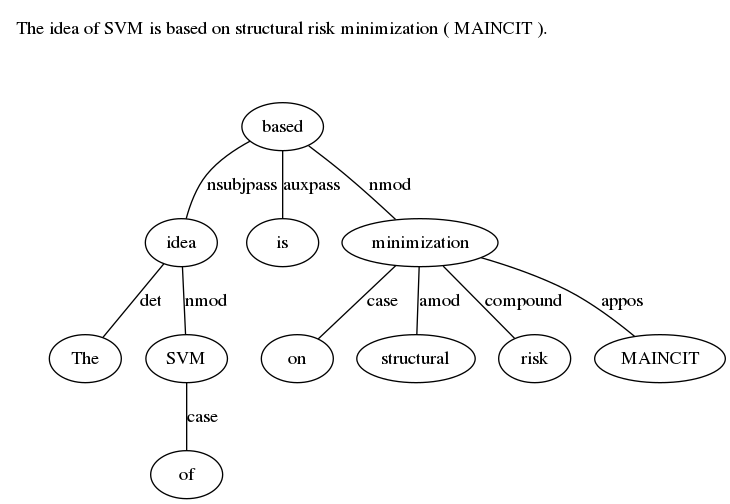 The idea of SVM is based on structural risk minimization ( MAINCIT ).
based
nsubjpass auxpass nmod
idea is minimization
det nmod case amod compound appos
The SVM on structural risk MAINCIT
case
of